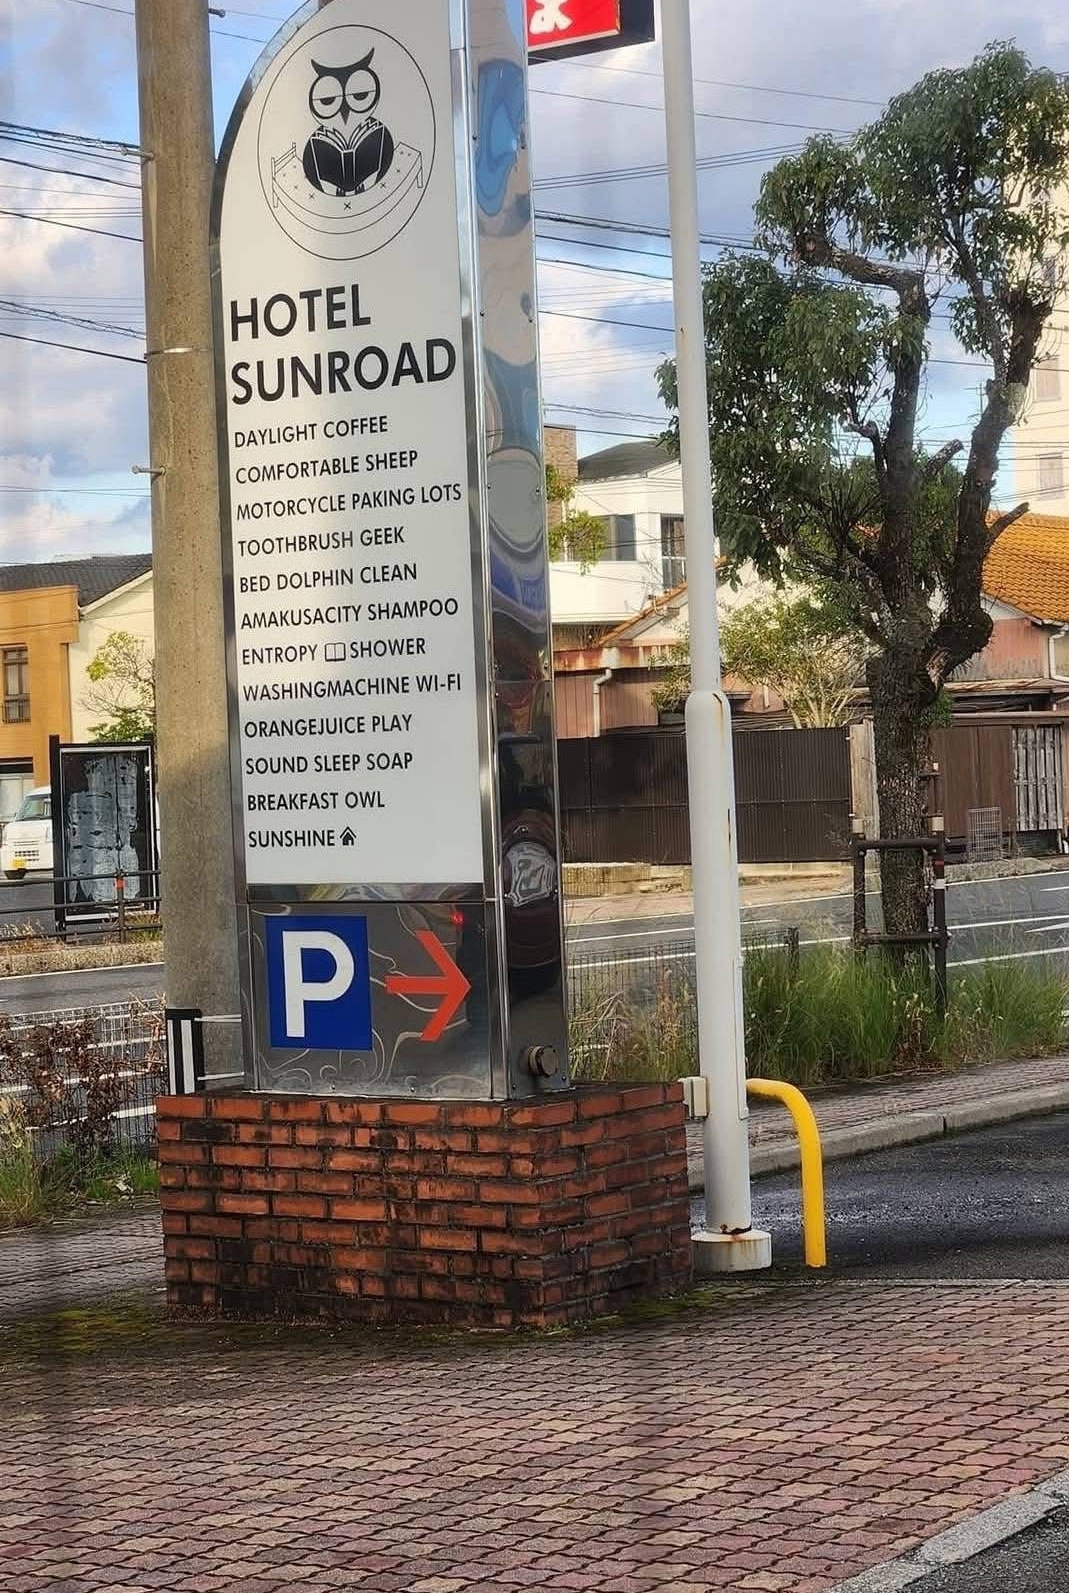 HOTEL
SUNROAD
DAYLIGHT COFFEE
COMFORTABLE SHEEP
MOTORCYCLE PAKING LOTS
TOOTHBRUSH GEEK
BED DOLPHIN CLEAN
AMAKUSACITY SHAMPOO
ENTROPY SHOWER
WASHINGMACHINE WI-FI
ORANGEJUICE PLAY
SOUND SLEEP SOAP
BREAKFAST OWL
SUNSHINE
P